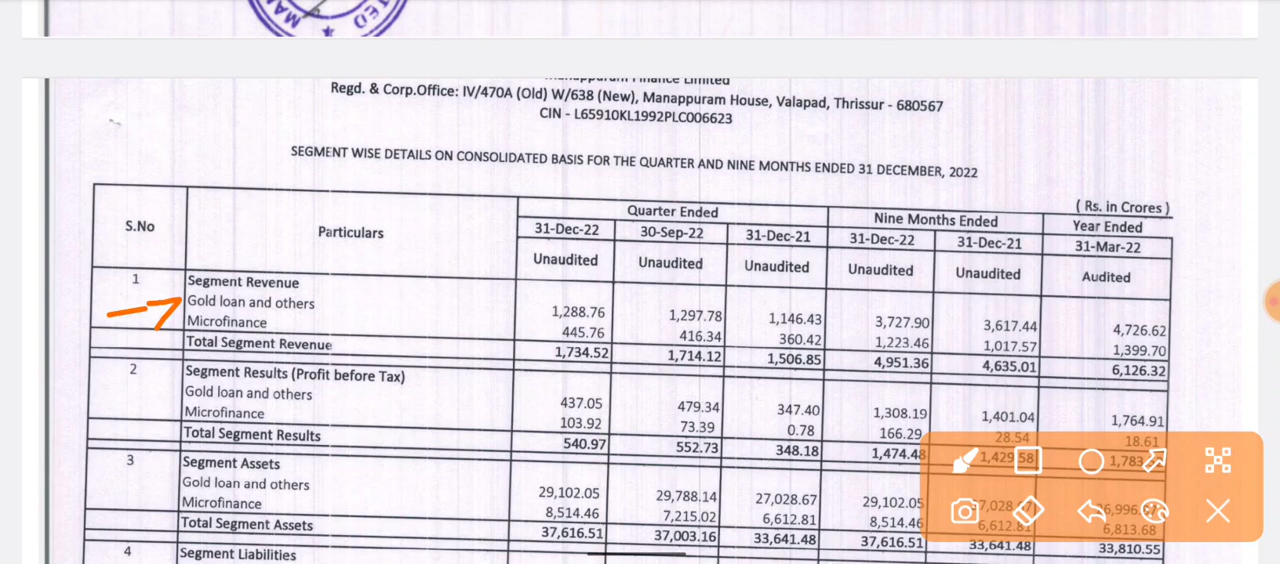 Manappuram Finance Limited
Regd. & Corp.Office: IV/470A (Old) W/638 (New), Manappuram House, Valapad, Thrissur - 680567
CIN - L65910KL1992PLC006623
SEGMENT WISE DETAILS ON CONSOLIDATED BASIS FOR THE QUARTER AND NINE MONTHS ENDED 31 DECEMBER, 2022
( Rs. in Crores )
S.No Particulars Quarter Ended Nine Months Ended Year Ended
31-Dec-22 30-Sep-22 31-Dec-21 31-Dec-22 31-Dec-21 31-Mar-22
Unaudited Unaudited Unaudited Unaudited Unaudited Audited
1 Segment Revenue
Gold loan and others 1,288.76 1,297.78 1,146.43 3,727.90 3,617.44 4,726.62
Microfinance 445.76 416.34 360.42 1,223.46 1,017.57 1,399.70
Total Segment Revenue 1,734.52 1,714.12 1,506.85 4,951.36 4,635.01 6,126.32
2 Segment Results (Profit before Tax)
Gold loan and others 437.05 479.34 347.40 1,308.19 1,401.04 1,764.91
Microfinance 103.92 73.39 0.78 166.29 28.54 18.61
Total Segment Results 540.97 552.73 348.18 1,474.48 1,429.58
3 Segment Assets
Gold loan and others 29,102.05 29,788.14 27,028.67 29,102.05
Microfinance 8,514.46 7,215.02 6,612.81 8,514.46 6,612.81 6,813.68
Total Segment Assets 37,616.51 37,003.16 33,641.48 37,616.51 33,641.48 33,810.55
4 Segment Liabilities